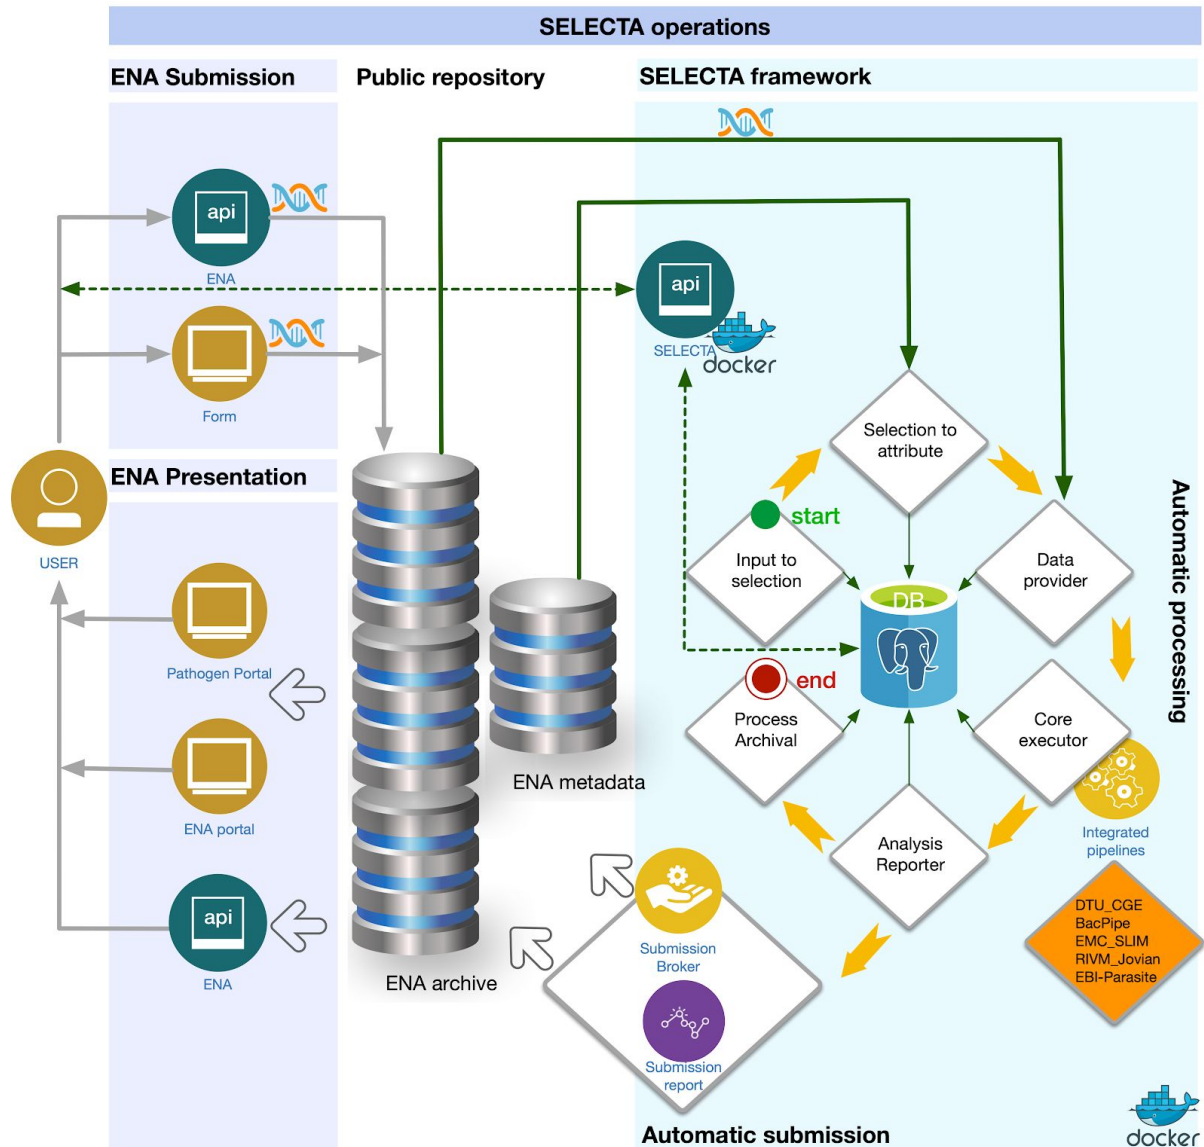 SELECTA operations
ENA Submission
Public repository
SELECTA framework
api
ENA
api
SELECTA
docker
Form
Selection to
attribute
ENA Presentation
USER
start
Input to
selection
Data
provider
DB
Automatic processing
Pathogen Portal
end
Process
Archival
Core
executor
ENA metadata
ENA portal
Analysis
Reporter
Integrated
pipelines
api
ENA
DTU_CGE
BacPipe
EMC_SLIM
RIVM_Jovian
EBI-Parasite
Submission
Broker
ENA archive
Submission
report
Automatic submission
docker